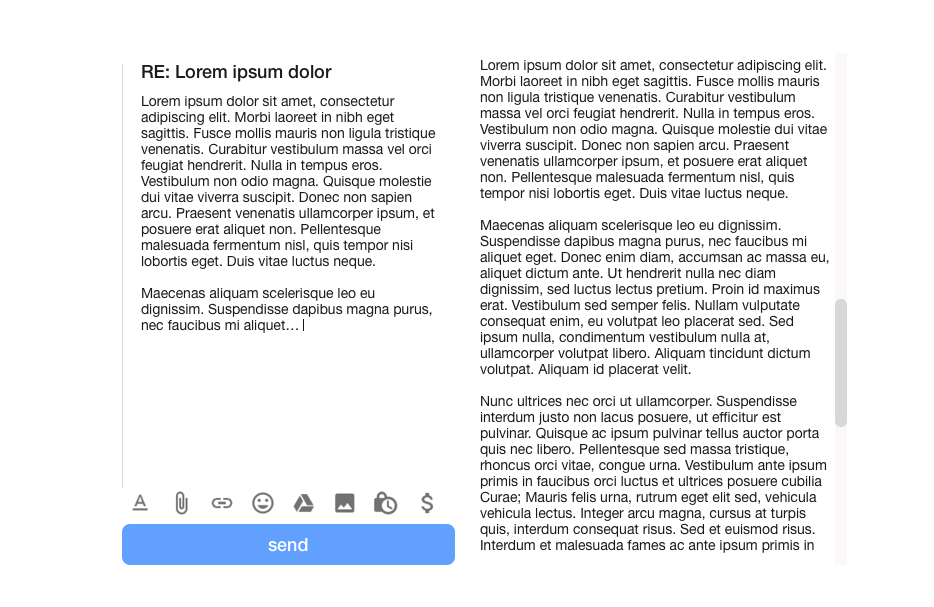 RE: Lorem ipsum dolor
Lorem ipsum dolor sit amet, consectetur
adipiscing elit. Morbi laoreet in nibh eget
sagittis. Fusce mollis mauris non ligula tristique
venenatis. Curabitur vestibulum massa vel orci
feugiat hendrerit. Nulla in tempus eros.
Vestibulum non odio magna. Quisque molestie
dui vitae viverra suscipit. Donec non sapien
arcu. Praesent venenatis ullamcorper ipsum, et
posuere erat aliquet non. Pellentesque
malesuada fermentum nisl, quis tempor nisi
lobortis eget. Duis vitae luctus neque.
Maecenas aliquam scelerisque leo eu
dignissim. Suspendisse dapibus magna purus,
nec faucibus mi aliquet...
send
Lorem ipsum dolor sit amet, consectetur adipiscing elit.
Morbi laoreet in nibh eget sagittis. Fusce mollis mauris
non ligula tristique venenatis. Curabitur vestibulum
massa vel orci feugiat hendrerit. Nulla in tempus eros.
Vestibulum non odio magna. Quisque molestie dui vitae
viverra suscipit. Donec non sapien arcu. Praesent
venenatis ullamcorper ipsum, et posuere erat aliquet
non. Pellentesque malesuada fermentum nisl, quis
tempor nisi lobortis eget. Duis vitae luctus neque.
Maecenas aliquam scelerisque leo eu dignissim.
Suspendisse dapibus magna purus, nec faucibus mi
aliquet eget. Donec enim diam, accumsan ac massa eu,
aliquet dictum ante. Ut hendrerit nulla nec diam
dignissim, sed luctus lectus pretium. Proin id maximus
erat. Vestibulum sed semper felis. Nullam vulputate
consequat enim, eu volutpat leo placerat sed. Sed
ipsum nulla, condimentum vestibulum nulla at,
ullamcorper volutpat libero. Aliquam tincidunt dictum
volutpat. Aliquam id placerat velit.
Nunc ultrices nec orci ut ullamcorper. Suspendisse
interdum justo non lacus posuere, ut efficitur est
pulvinar. Quisque ac ipsum pulvinar tellus auctor porta
quis nec libero. Pellentesque sed massa tristique,
rhoncus orci vitae, congue urna. Vestibulum ante ipsum
primis in faucibus orci luctus et ultrices posuere cubilia
Curae; Mauris felis urna, rutrum eget elit sed, vehicula
vehicula lectus. Integer arcu magna, cursus at turpis
quis, interdum consequat risus. Sed et euismod risus.
Interdum et malesuada fames ac ante ipsum primis in